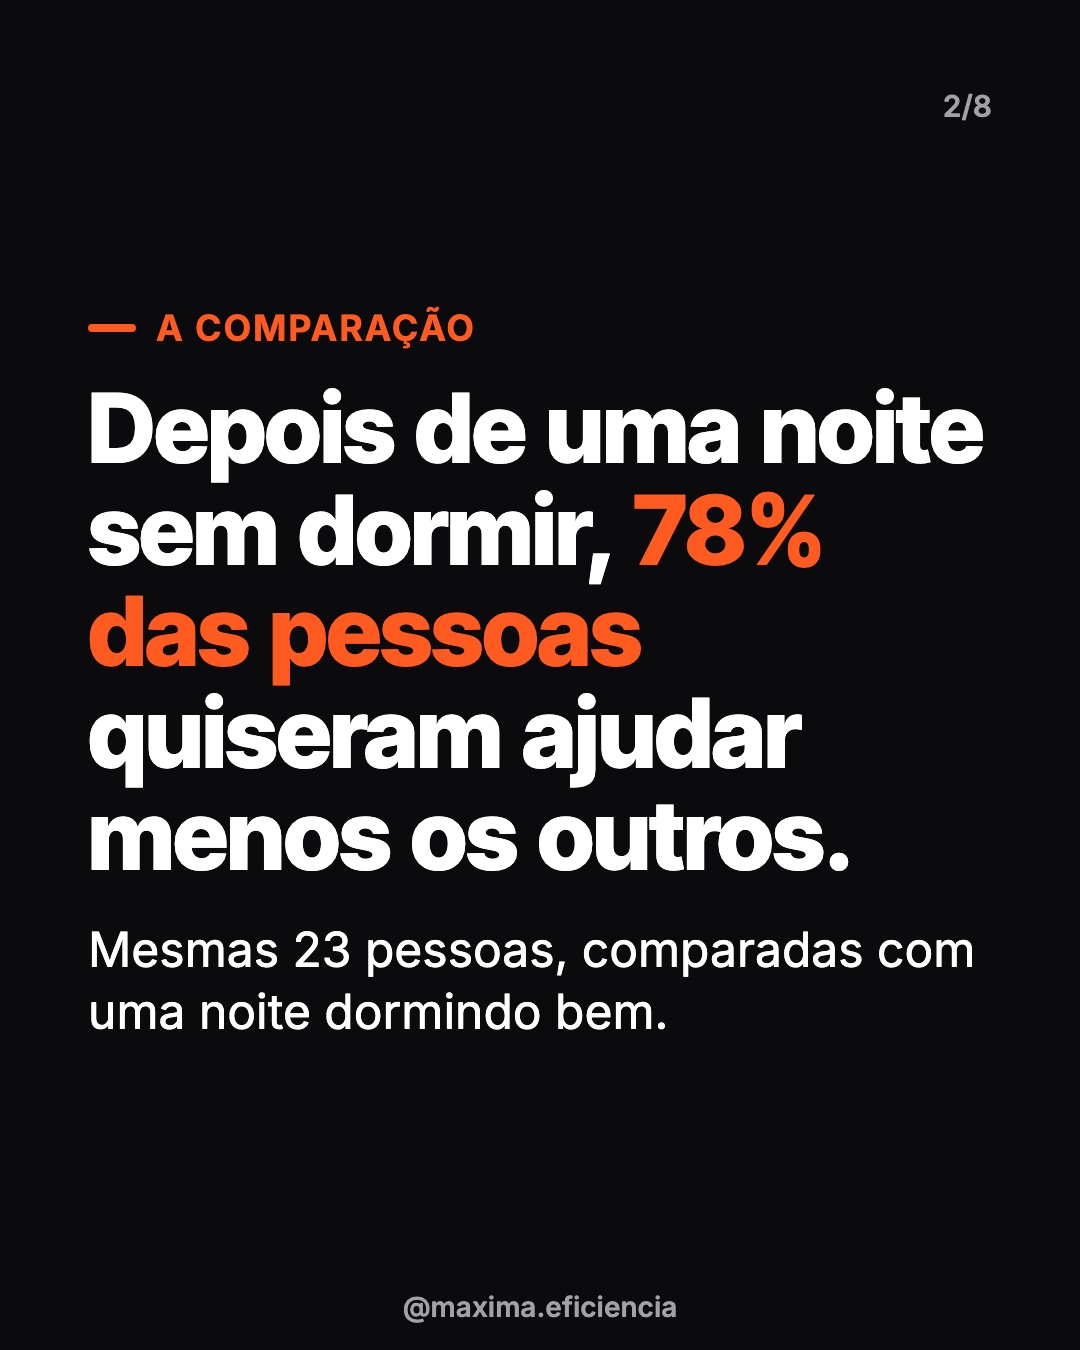 2/8
A COMPARAÇÃO
Depois de uma noite
sem dormir, 78%
das pessoas
quiseram ajudar
menos os outros.
Mesmas 23 pessoas, comparadas com
uma noite dormindo bem.
@maxima.eficiencia